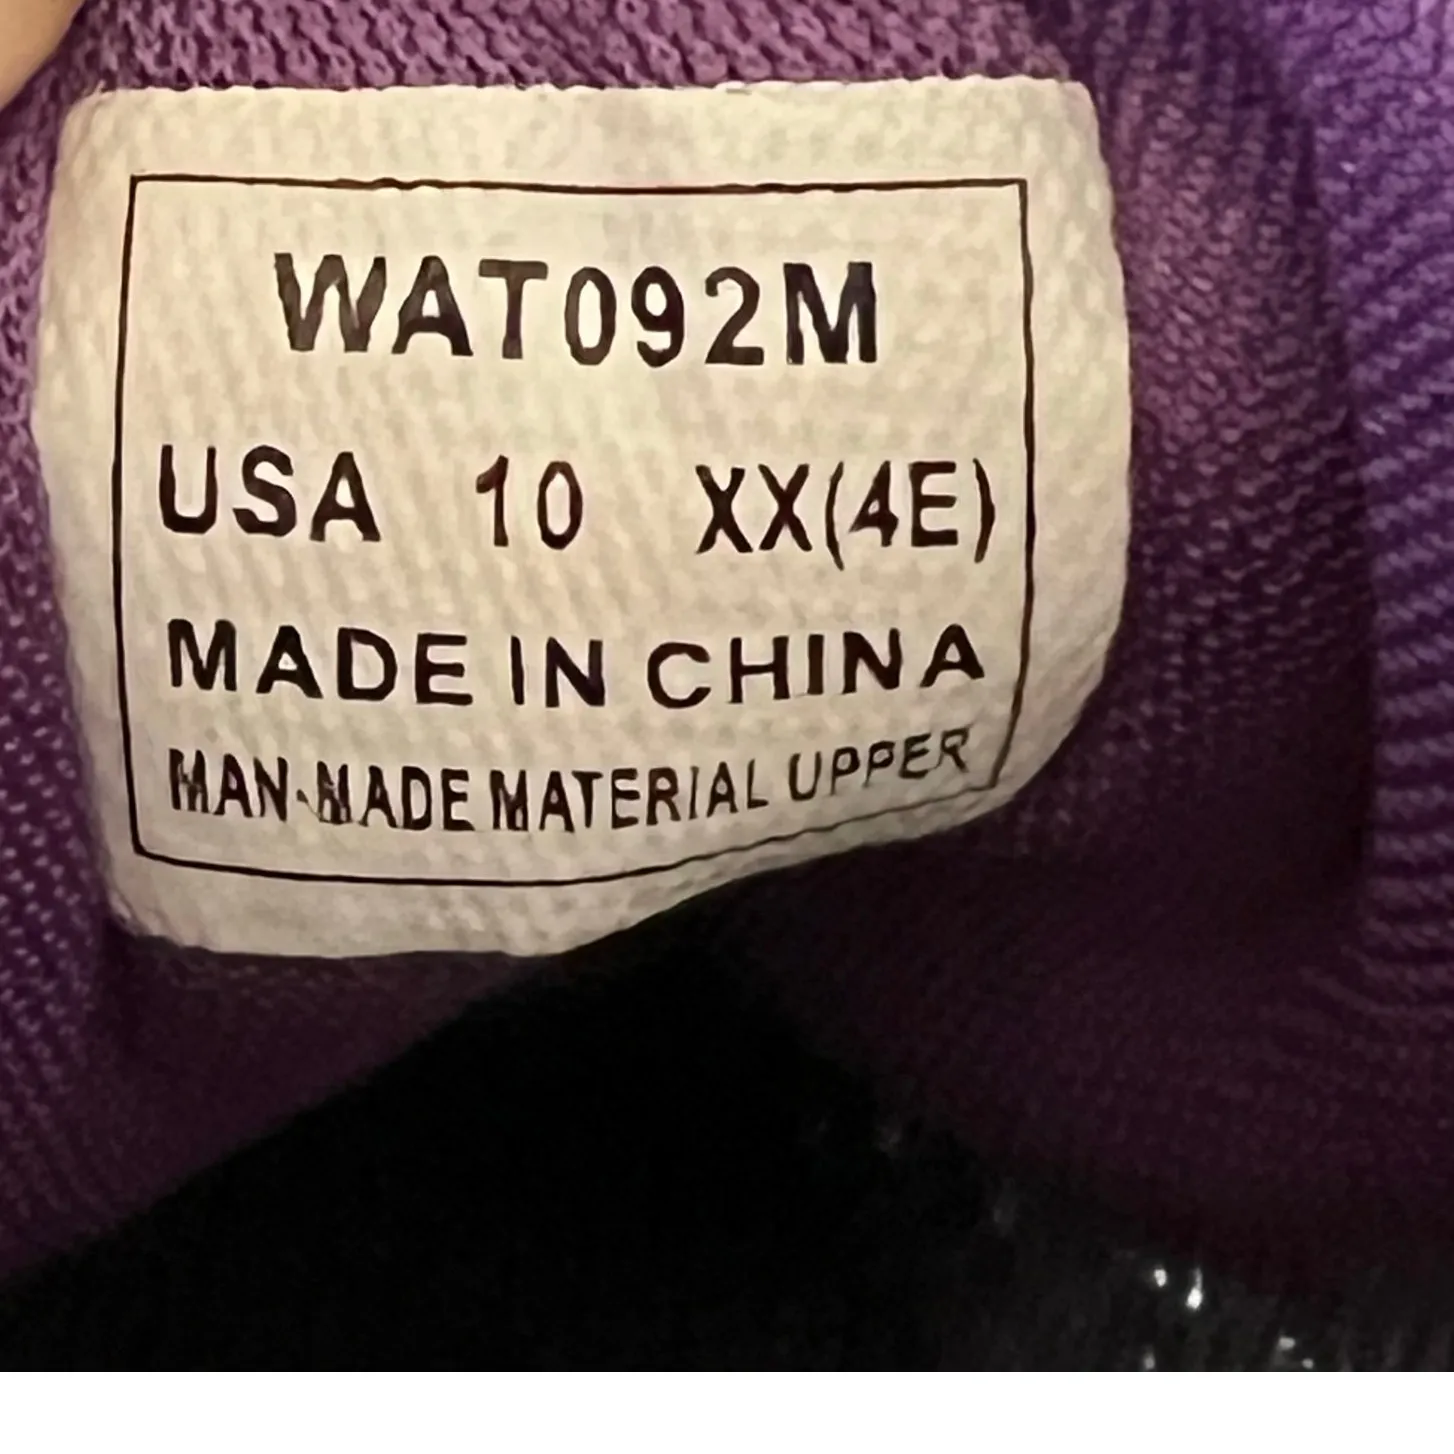 WAT092M
USA 10 XX(4E)
MADE IN CHINA
MAN-MADE MATERIAL UPPER